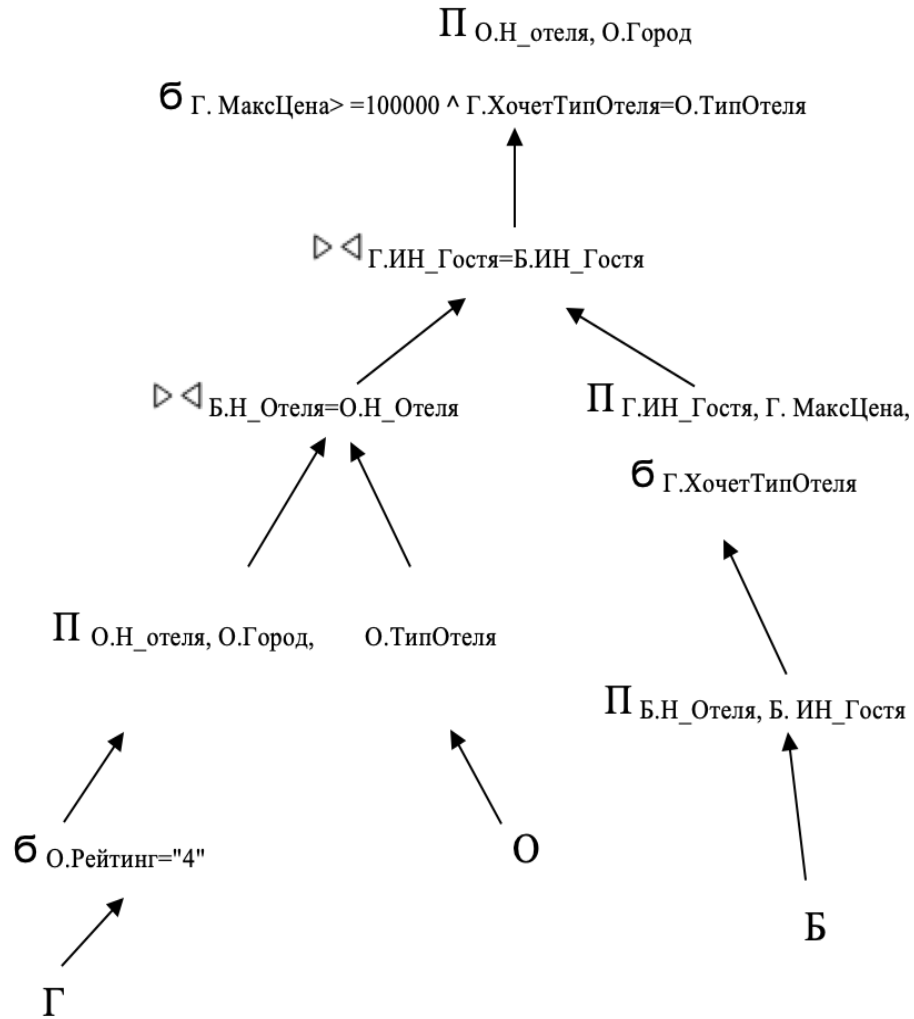 П О.Н_отеля, О.Город
б Г. МаксЦена> =100000 ^ Г.ХочетТипОтеля=О.ТипОтеля
▷◁ Г.ИН_Гостя=Б.ИН_Гостя
▷◁ Б.Н_Отеля=О.Н_Отеля
П Г.ИН_Гостя, Г. МаксЦена,
б Г.ХочетТипОтеля
П О.Н_отеля, О.Город, О.ТипОтеля
П Б.Н_Отеля, Б. ИН_Гостя
б О.Рейтинг="4"
О
Б
Г